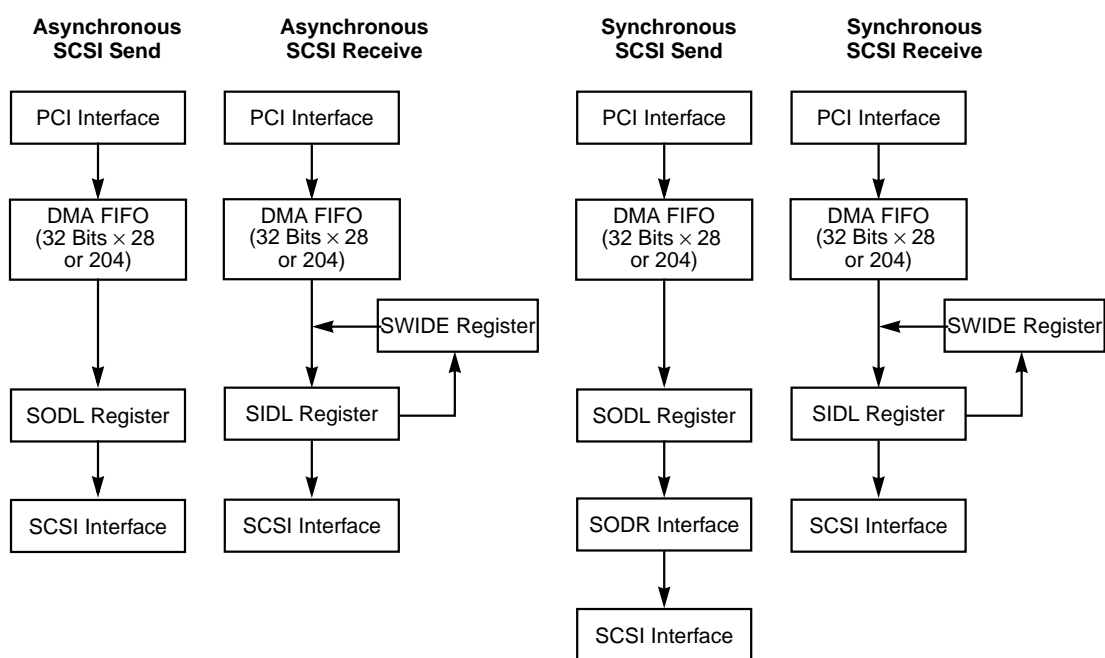 Asynchronous
SCSI Send
PCI Interface
DMA FIFO
(32 Bits × 28
or 204)
SODL Register
SCSI Interface
Asynchronous
SCSI Receive
PCI Interface
DMA FIFO
(32 Bits × 28
or 204)
SWIDE Register
SIDL Register
SCSI Interface
Synchronous
SCSI Send
PCI Interface
DMA FIFO
(32 Bits × 28
or 204)
SODL Register
SODR Interface
SCSI Interface
Synchronous
SCSI Receive
PCI Interface
DMA FIFO
(32 Bits × 28
or 204)
SWIDE Register
SIDL Register
SCSI Interface